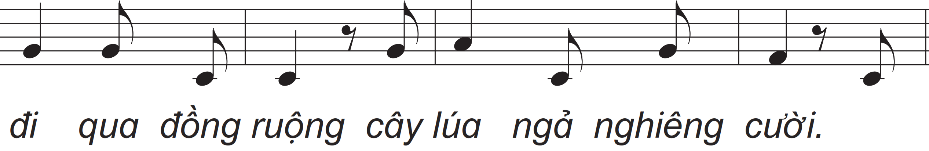 đi qua đồng ruộng cây lúa ngả nghiêng cười.